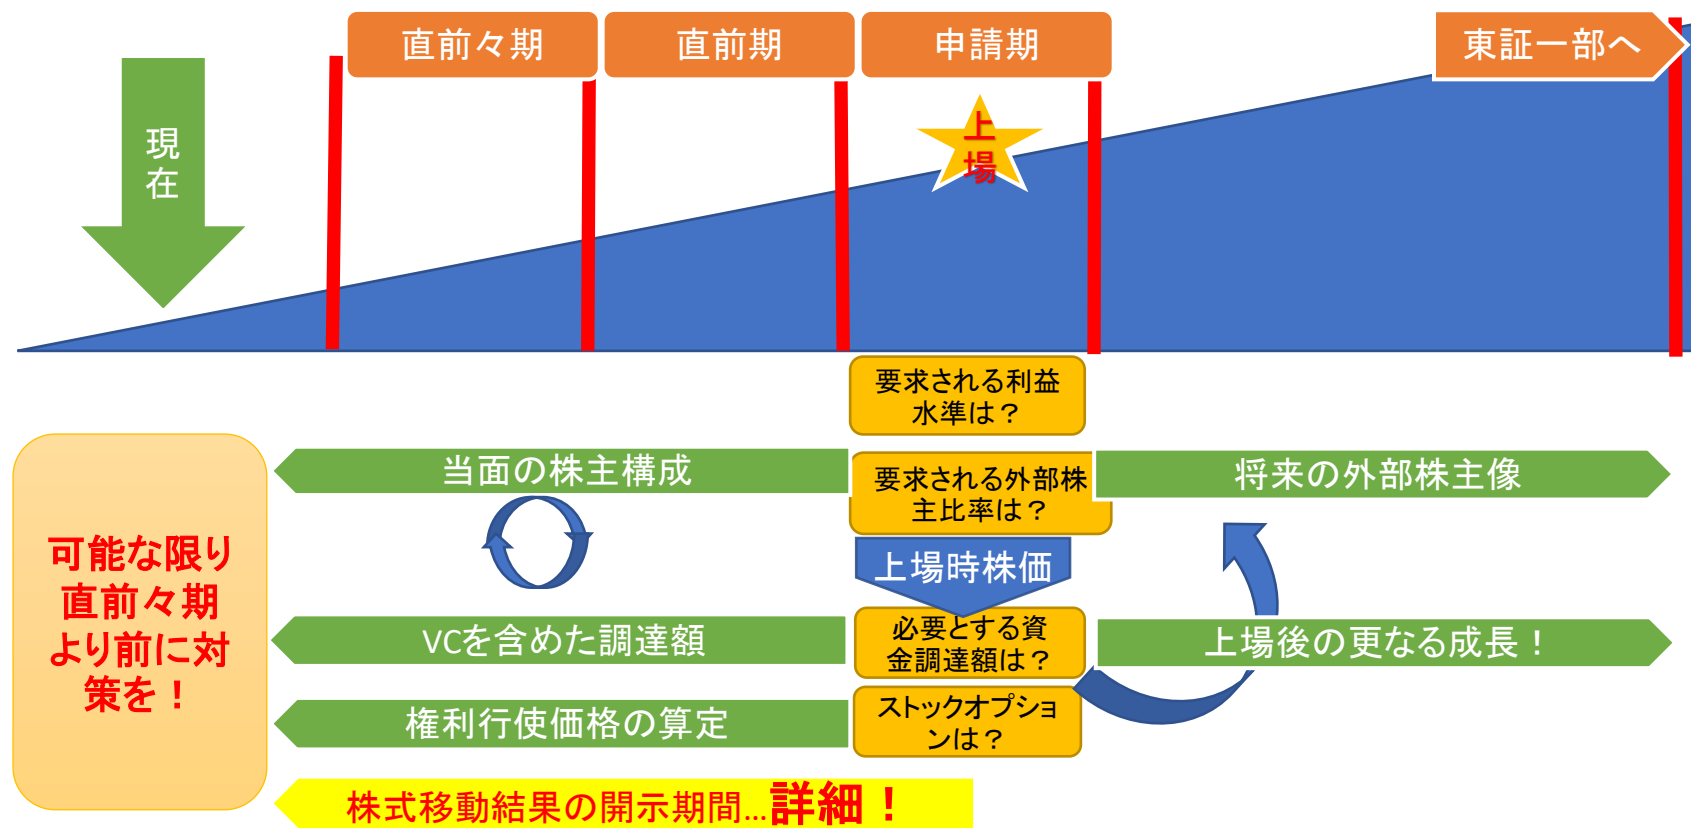 直前々期
直前期
申請期
東証一部へ
現
在
上
場
要求される利益
水準は？
当面の株主構成
要求される外部株
主比率は？
将来の外部株主像
上場時株価
可能な限り
直前々期
より前に対
策を！
VCを含めた調達額
必要とする資
金調達額は？
上場後の更なる成長！
権利行使価格の算定
ストックオプショ
ンは？
株式移動結果の開示期間…詳細！